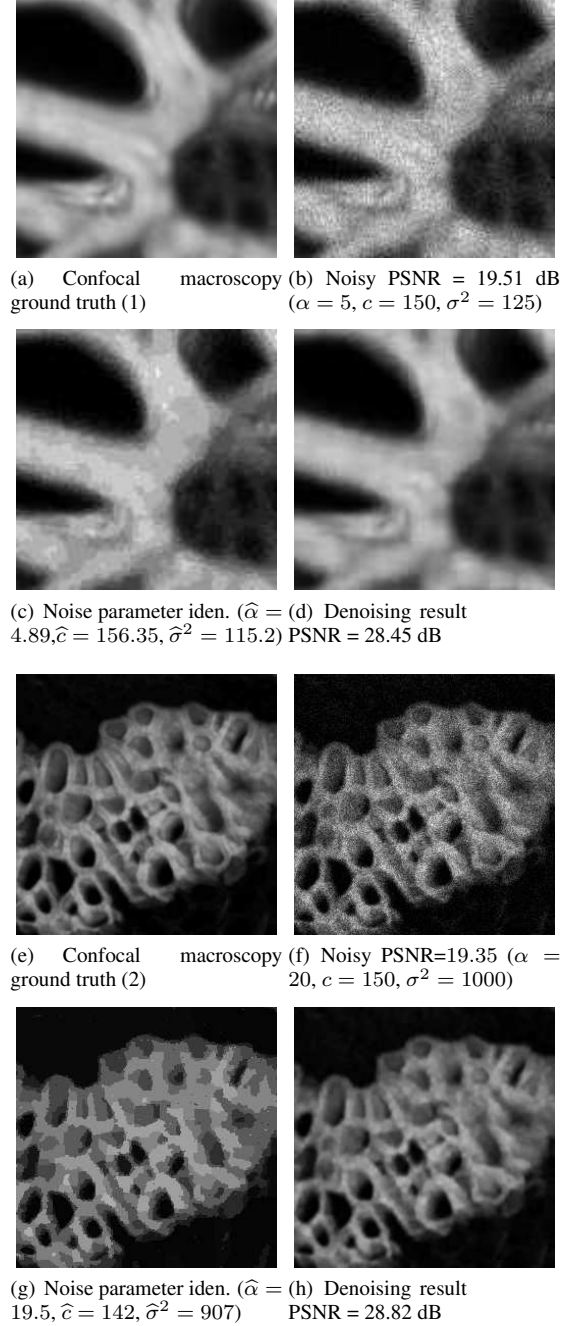 (a) Confocal macroscopy
ground truth (1)
(b) Noisy PSNR = 19.51 dB
(α = 5, c = 150, σ² = 125)
(c) Noise parameter iden. (α̂ =
4.89,ĉ = 156.35, σ̂² = 115.2)
(d) Denoising result
PSNR = 28.45 dB
(e) Confocal macroscopy
ground truth (2)
(f) Noisy PSNR=19.35 (α =
20, c = 150, σ² = 1000)
(g) Noise parameter iden. (α̂ =
19.5, ĉ = 142, σ̂² = 907)
(h) Denoising result
PSNR = 28.82 dB